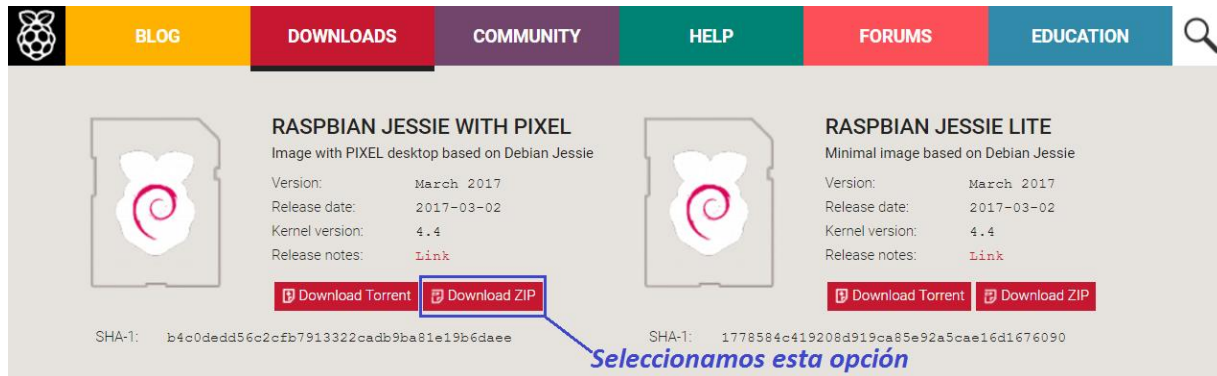 BLOG DOWNLOADS COMMUNITY HELP FORUMS EDUCATION
RASPBIAN JESSIE WITH PIXEL
Image with PIXEL desktop based on Debian Jessie
Version: March 2017
Release date: 2017-03-02
Kernel version: 4.4
Release notes: Link
Download Torrent Download ZIP
SHA-1: b4c0dedd56c2cfb7913322cadb9ba81e19b6daee
RASPBIAN JESSIE LITE
Minimal image based on Debian Jessie
Version: March 2017
Release date: 2017-03-02
Kernel version: 4.4
Release notes: Link
Download Torrent Download ZIP
SHA-1: 1778584c419208d919ca85e92a5cae16d1676090
Seleccionamos esta opción